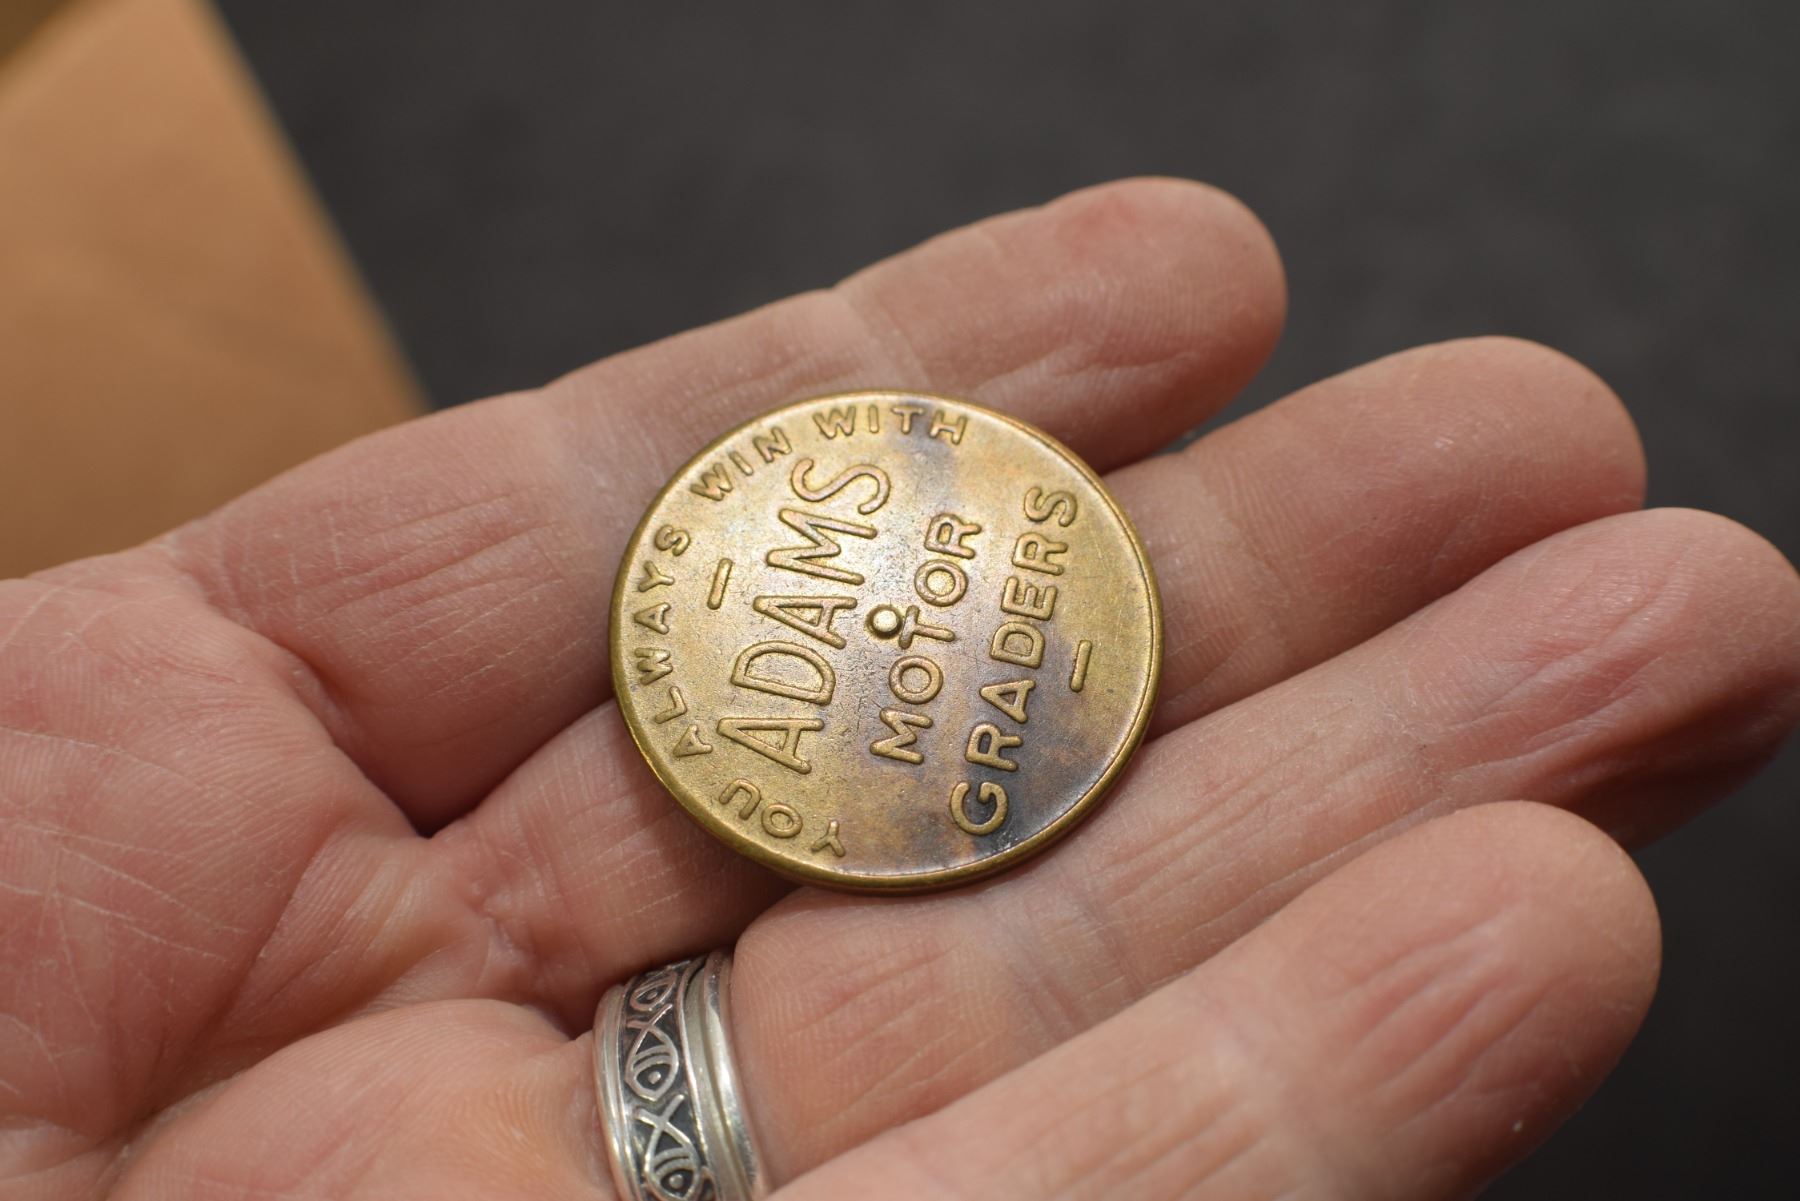 YOU ALWAYS WIN WITH
— ADAMS
MOTOR
GRADERS —